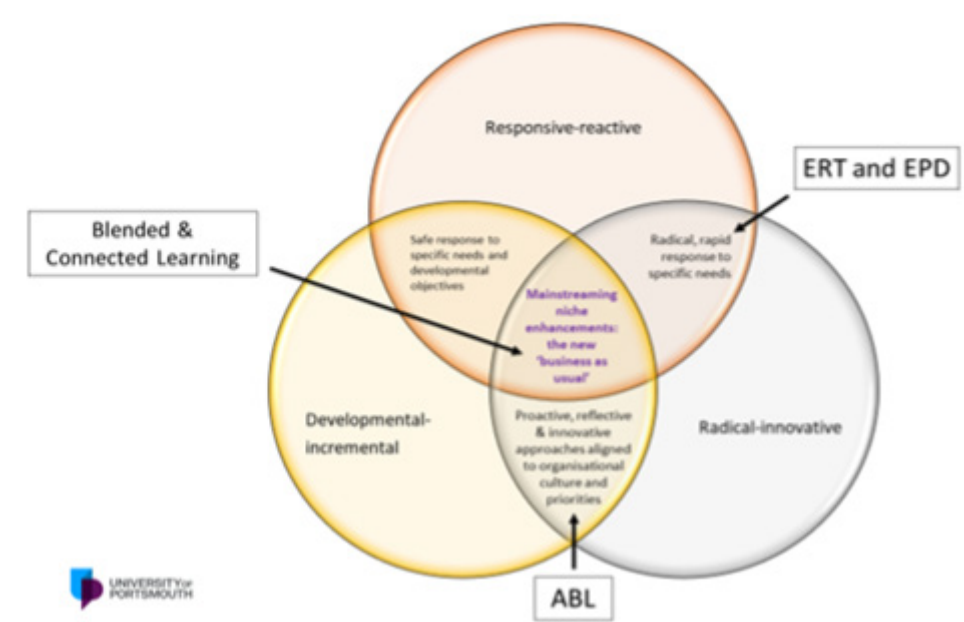 Responsive-reactive
ERT and EPD
Blended &
Connected Learning
Safe response to
specific needs and
developmental
objectives
Radical, rapid
response to
specific needs
Mainstreaming
niche
enhancements:
the new
'business as
usual'
Developmental-
incremental
Proactive, reflective
& innovative
approaches aligned
to organisational
culture and
priorities
Radical-innovative
ABL
UNIVERSITY OF
PORTSMOUTH